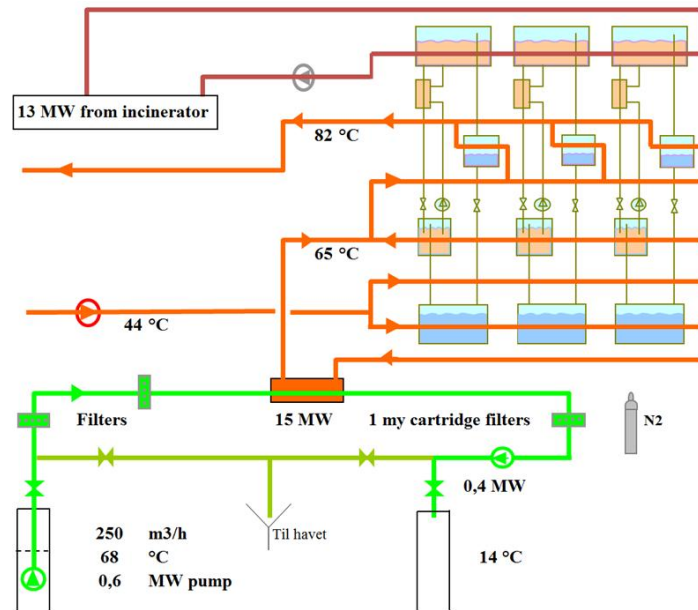 13 MW from incinerator
82 °C
65 °C
44 °C
Filters
15 MW
1 my cartridge filters
N2
0,4 MW
Til havet
250 m3/h
68 °C
0,6 MW pump
14 °C